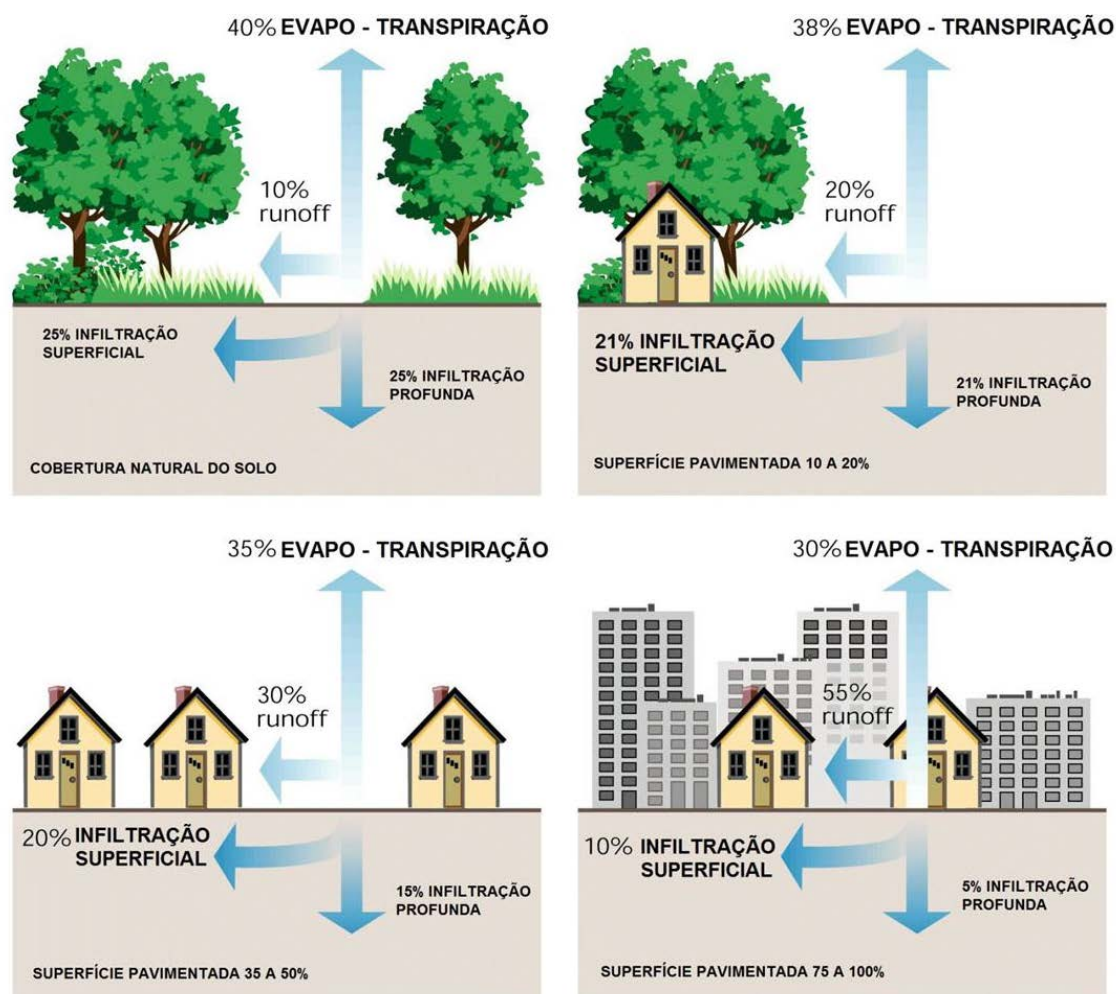 40% EVAPO - TRANSPIRAÇÃO
10%
runoff
25% INFILTRAÇÃO
SUPERFICIAL
25% INFILTRAÇÃO
PROFUNDA
COBERTURA NATURAL DO SOLO
38% EVAPO - TRANSPIRAÇÃO
20%
runoff
21% INFILTRAÇÃO
SUPERFICIAL
21% INFILTRAÇÃO
PROFUNDA
SUPERFÍCIE PAVIMENTADA 10 A 20%
35% EVAPO - TRANSPIRAÇÃO
30%
runoff
20% INFILTRAÇÃO
SUPERFICIAL
15% INFILTRAÇÃO
PROFUNDA
SUPERFÍCIE PAVIMENTADA 35 A 50%
30% EVAPO - TRANSPIRAÇÃO
55%
runoff
10% INFILTRAÇÃO
SUPERFICIAL
5% INFILTRAÇÃO
PROFUNDA
SUPERFÍCIE PAVIMENTADA 75 A 100%